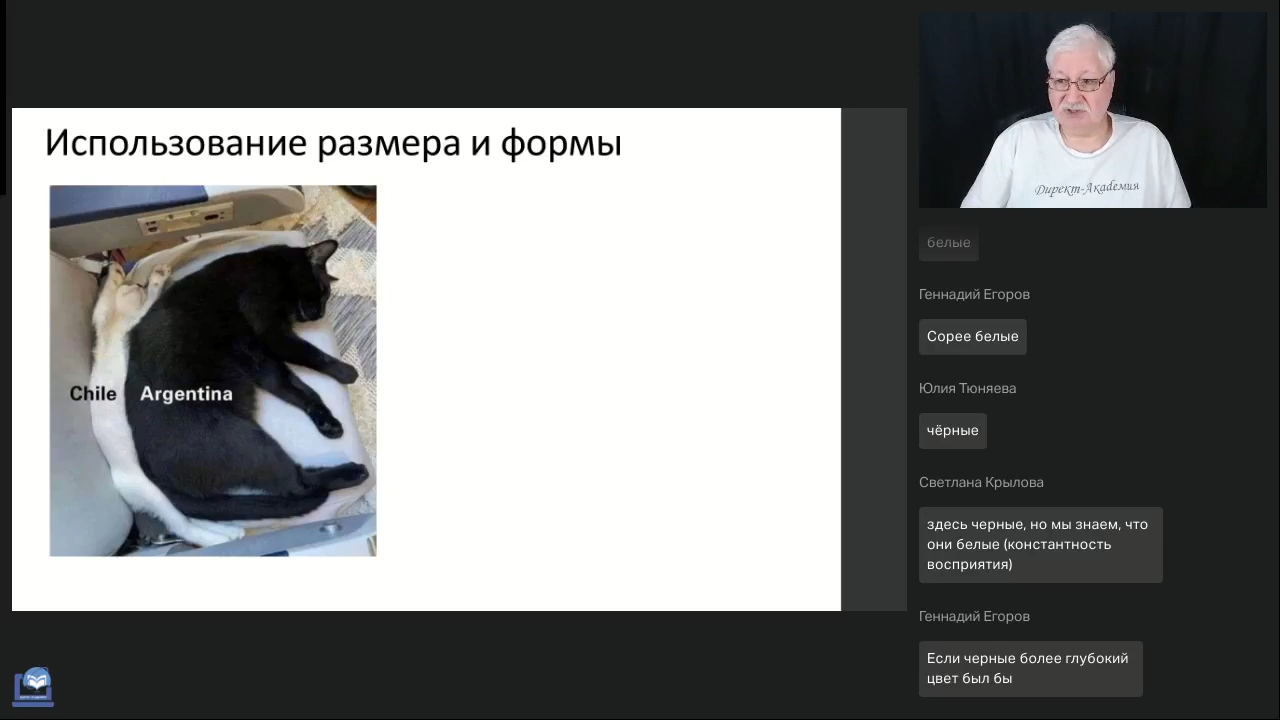 Использование размера и формы
Chile Argentina
Директ-Академия
белые
Геннадий Егоров
Сорее белые
Юлия Тюняева
чёрные
Светлана Крылова
здесь черные, но мы знаем, что
они белые (константность
восприятия)
Геннадий Егоров
Если черные более глубокий
цвет был бы